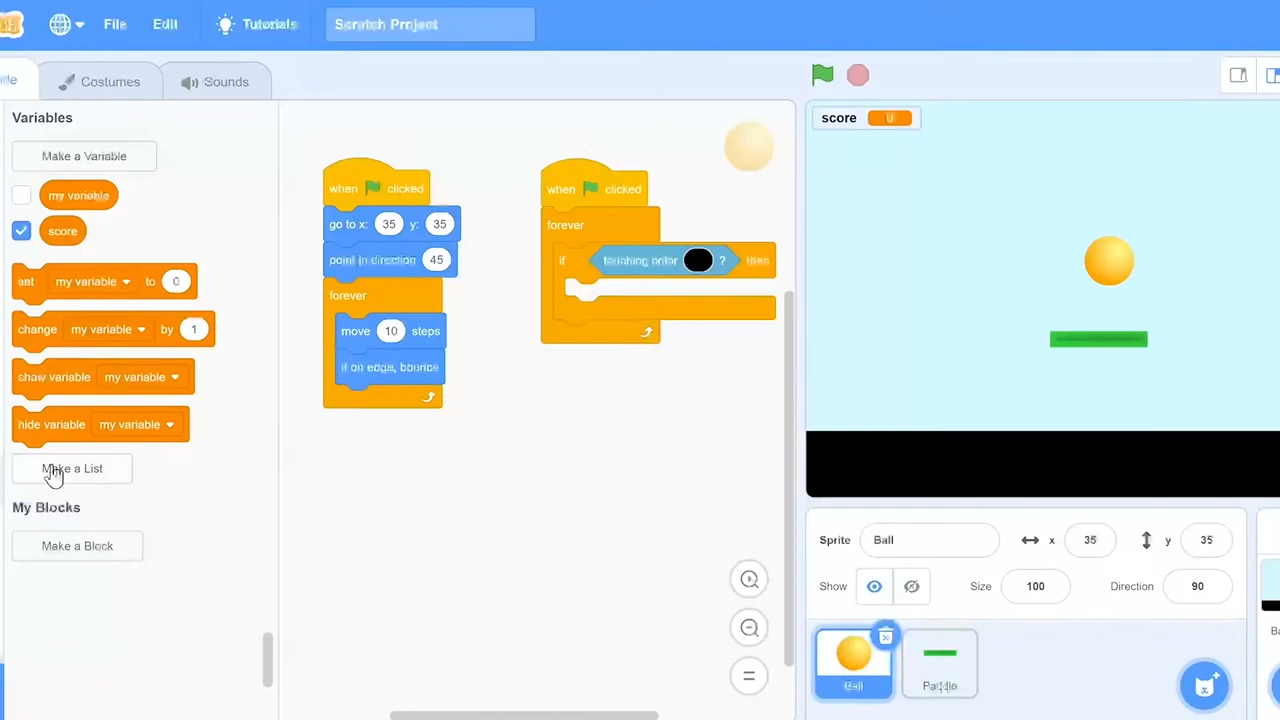 File Edit Tutorials Scratch Project
Costumes Sounds
Variables
Make a Variable
my variable
score
set my variable to 0
change my variable by 1
show variable my variable
hide variable my variable
Make a List
My Blocks
Make a Block
when clicked
go to x: 35 y: 35
point in direction 45
forever
move 10 steps
if on edge, bounce
when clicked
forever
if touching color ? then
score
Sprite Ball x 35 y 35
Show Size 100 Direction 90
Ball Paddle